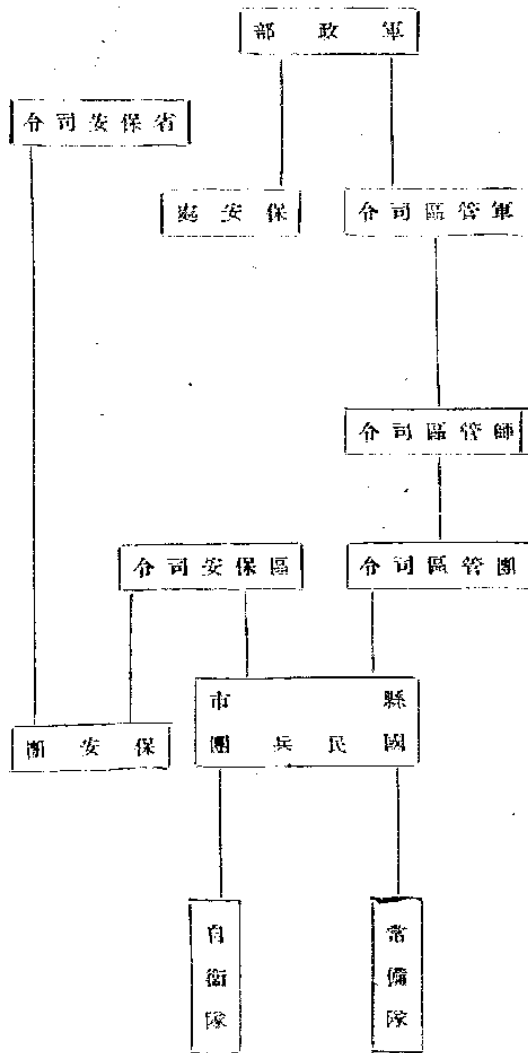 軍政部
省保安司令
軍管區司令
保安處
師管區司令
團管區司令
區保安司令
縣市
國民兵團
保安團
常備隊
自衛隊